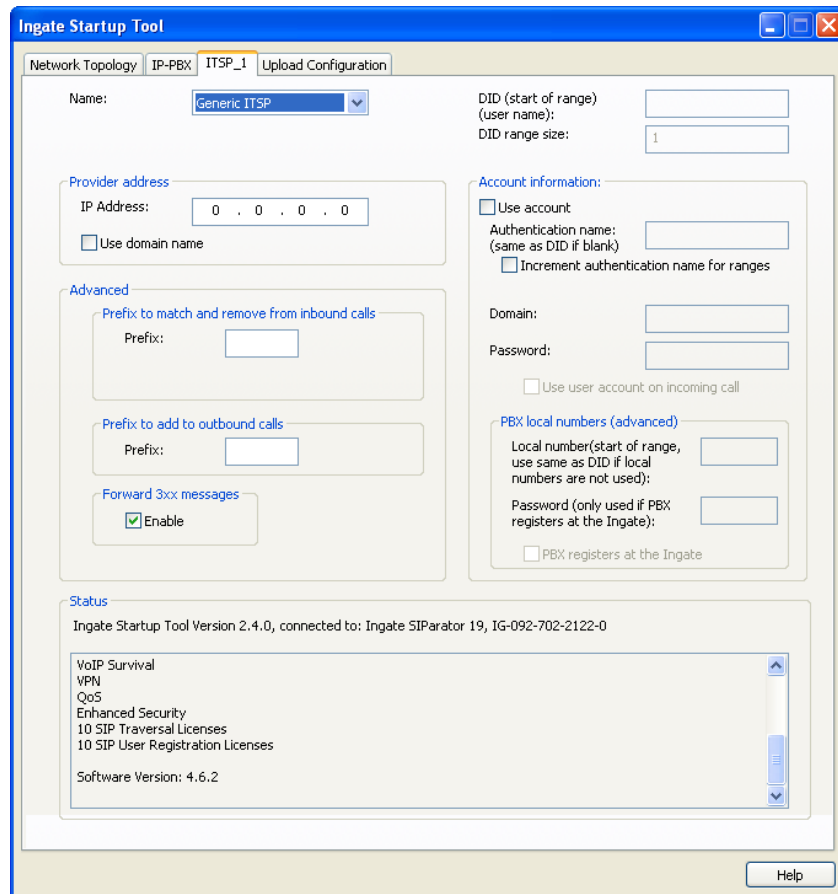 Ingate Startup Tool
Network Topology
IP-PBX
ITSP_1
Upload Configuration
Name:
Generic ITSP
DID (start of range)
(user name):
DID range size:
1
Provider address
IP Address:
0 . 0 . 0 . 0
Use domain name
Account information:
Use account
Authentication name:
(same as DID if blank)
Increment authentication name for ranges
Domain:
Password:
Use user account on incoming call
Advanced
Prefix to match and remove from inbound calls
Prefix:
Prefix to add to outbound calls
Prefix:
Forward 3xx messages
Enable
PBX local numbers (advanced)
Local number(start of range,
use same as DID if local
numbers are not used):
Password (only used if PBX
registers at the Ingate):
PBX registers at the Ingate
Status
Ingate Startup Tool Version 2.4.0, connected to: Ingate SIParator 19, IG-092-702-2122-0
VoIP Survival
VPN
QoS
Enhanced Security
10 SIP Traversal Licenses
10 SIP User Registration Licenses
Software Version: 4.6.2
Help